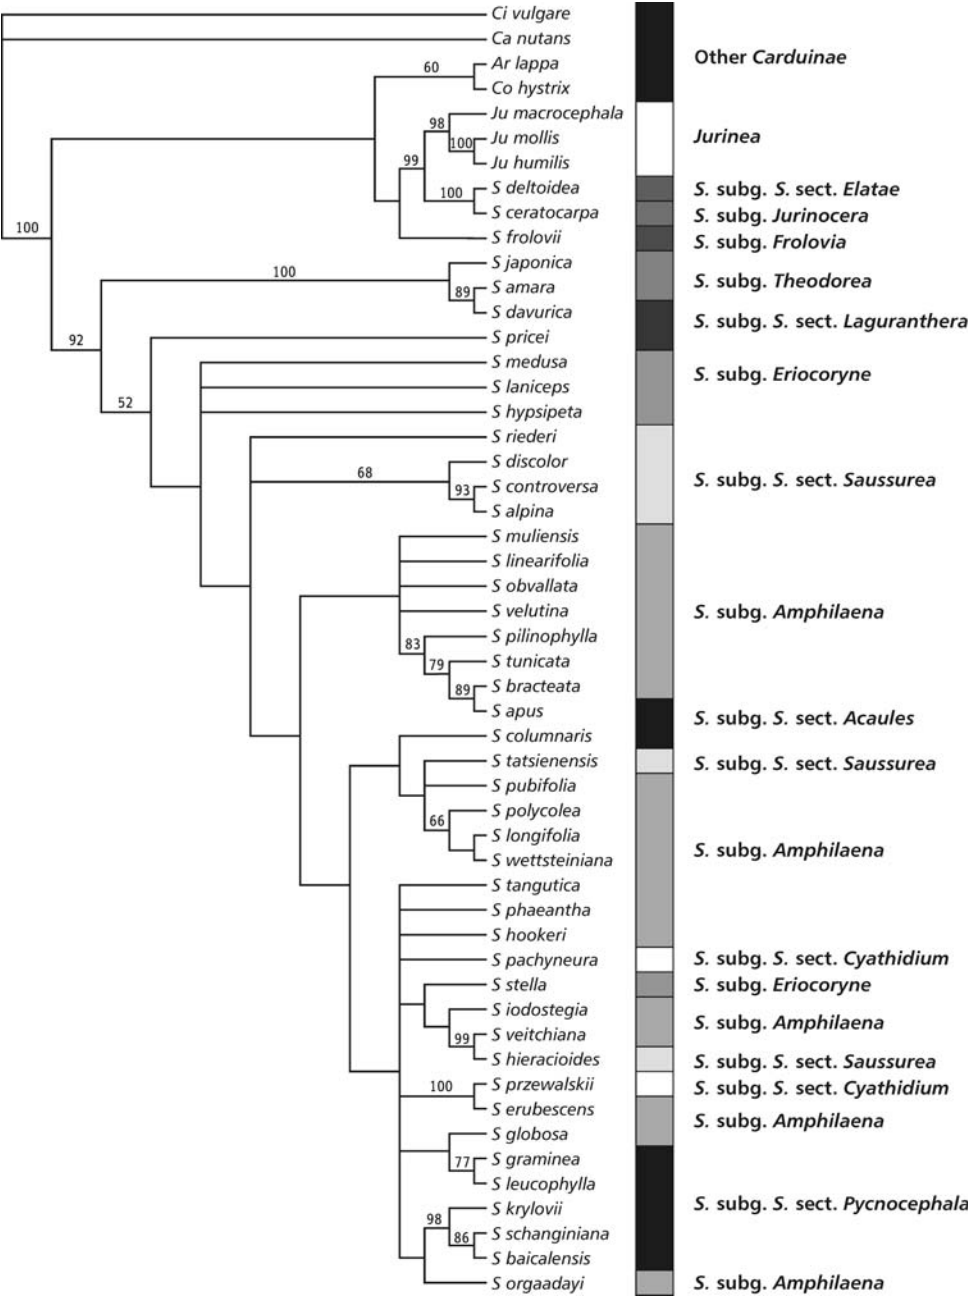 Ci vulgare
Ca nutans
Ar lappa
60
Co hystrix
Other Carduinae
Ju macrocephala
98
Ju mollis
100
Ju humilis
Jurinea
99
S deltoidea
100
S. subg. S. sect. Elatae
S ceratocarpa
S. subg. Jurinocera
100
S frolovii
S. subg. Frolovia
S japonica
100
S amara
89
S. subg. Theodorea
S davurica
S. subg. S. sect. Laguranthera
92
S pricei
S medusa
S. subg. Eriocoryne
S laniceps
52
S hypsipeta
S riederi
S discolor
68
S controversa
93
S. subg. S. sect. Saussurea
S alpina
S muliensis
S linearifolia
S obvallata
S velutina
S. subg. Amphilaena
S pilinophylla
83
S tunicata
79
S bracteata
89
S apus
S. subg. S. sect. Acaules
S columnaris
S tatsienensis
S. subg. S. sect. Saussurea
S pubifolia
S polycolea
66
S longifolia
S. subg. Amphilaena
S wettsteiniana
S tangutica
S phaeantha
S hookeri
S pachyneura
S. subg. S. sect. Cyathidium
S stella
S. subg. Eriocoryne
S iodostegia
S. subg. Amphilaena
S veitchiana
99
S hieracioides
S. subg. S. sect. Saussurea
S przewalskii
100
S. subg. S. sect. Cyathidium
S erubescens
S. subg. Amphilaena
S globosa
S graminea
77
S leucophylla
S krylovii
S. subg. S. sect. Pycnocephala
98
S schanginiana
86
S baicalensis
S orgaadayi
S. subg. Amphilaena